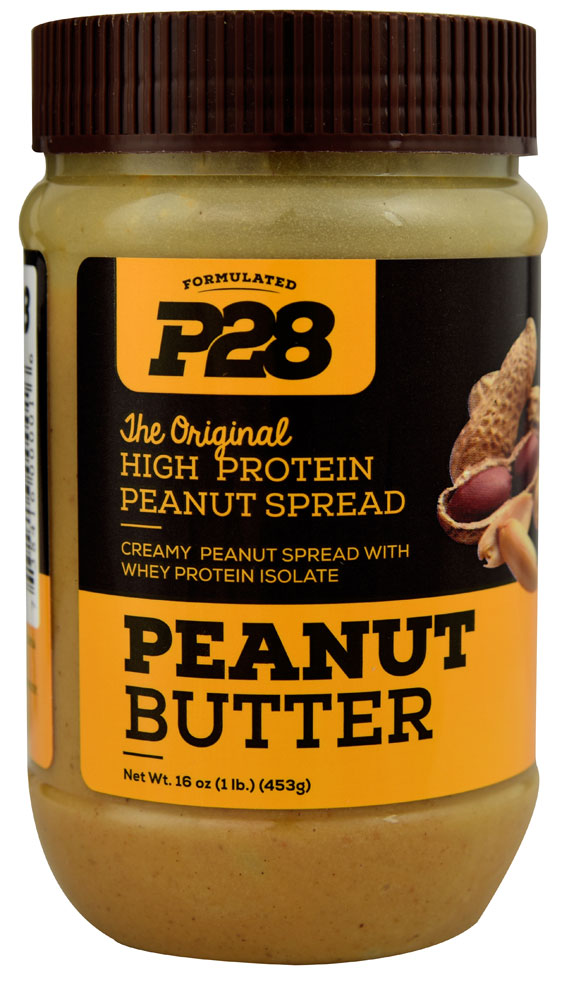 FORMULATED
P28
The Original
HIGH PROTEIN
PEANUT SPREAD
CREAMY PEANUT SPREAD WITH
WHEY PROTEIN ISOLATE
PEANUT
BUTTER
Net Wt. 16 oz (1 lb.) (453g)